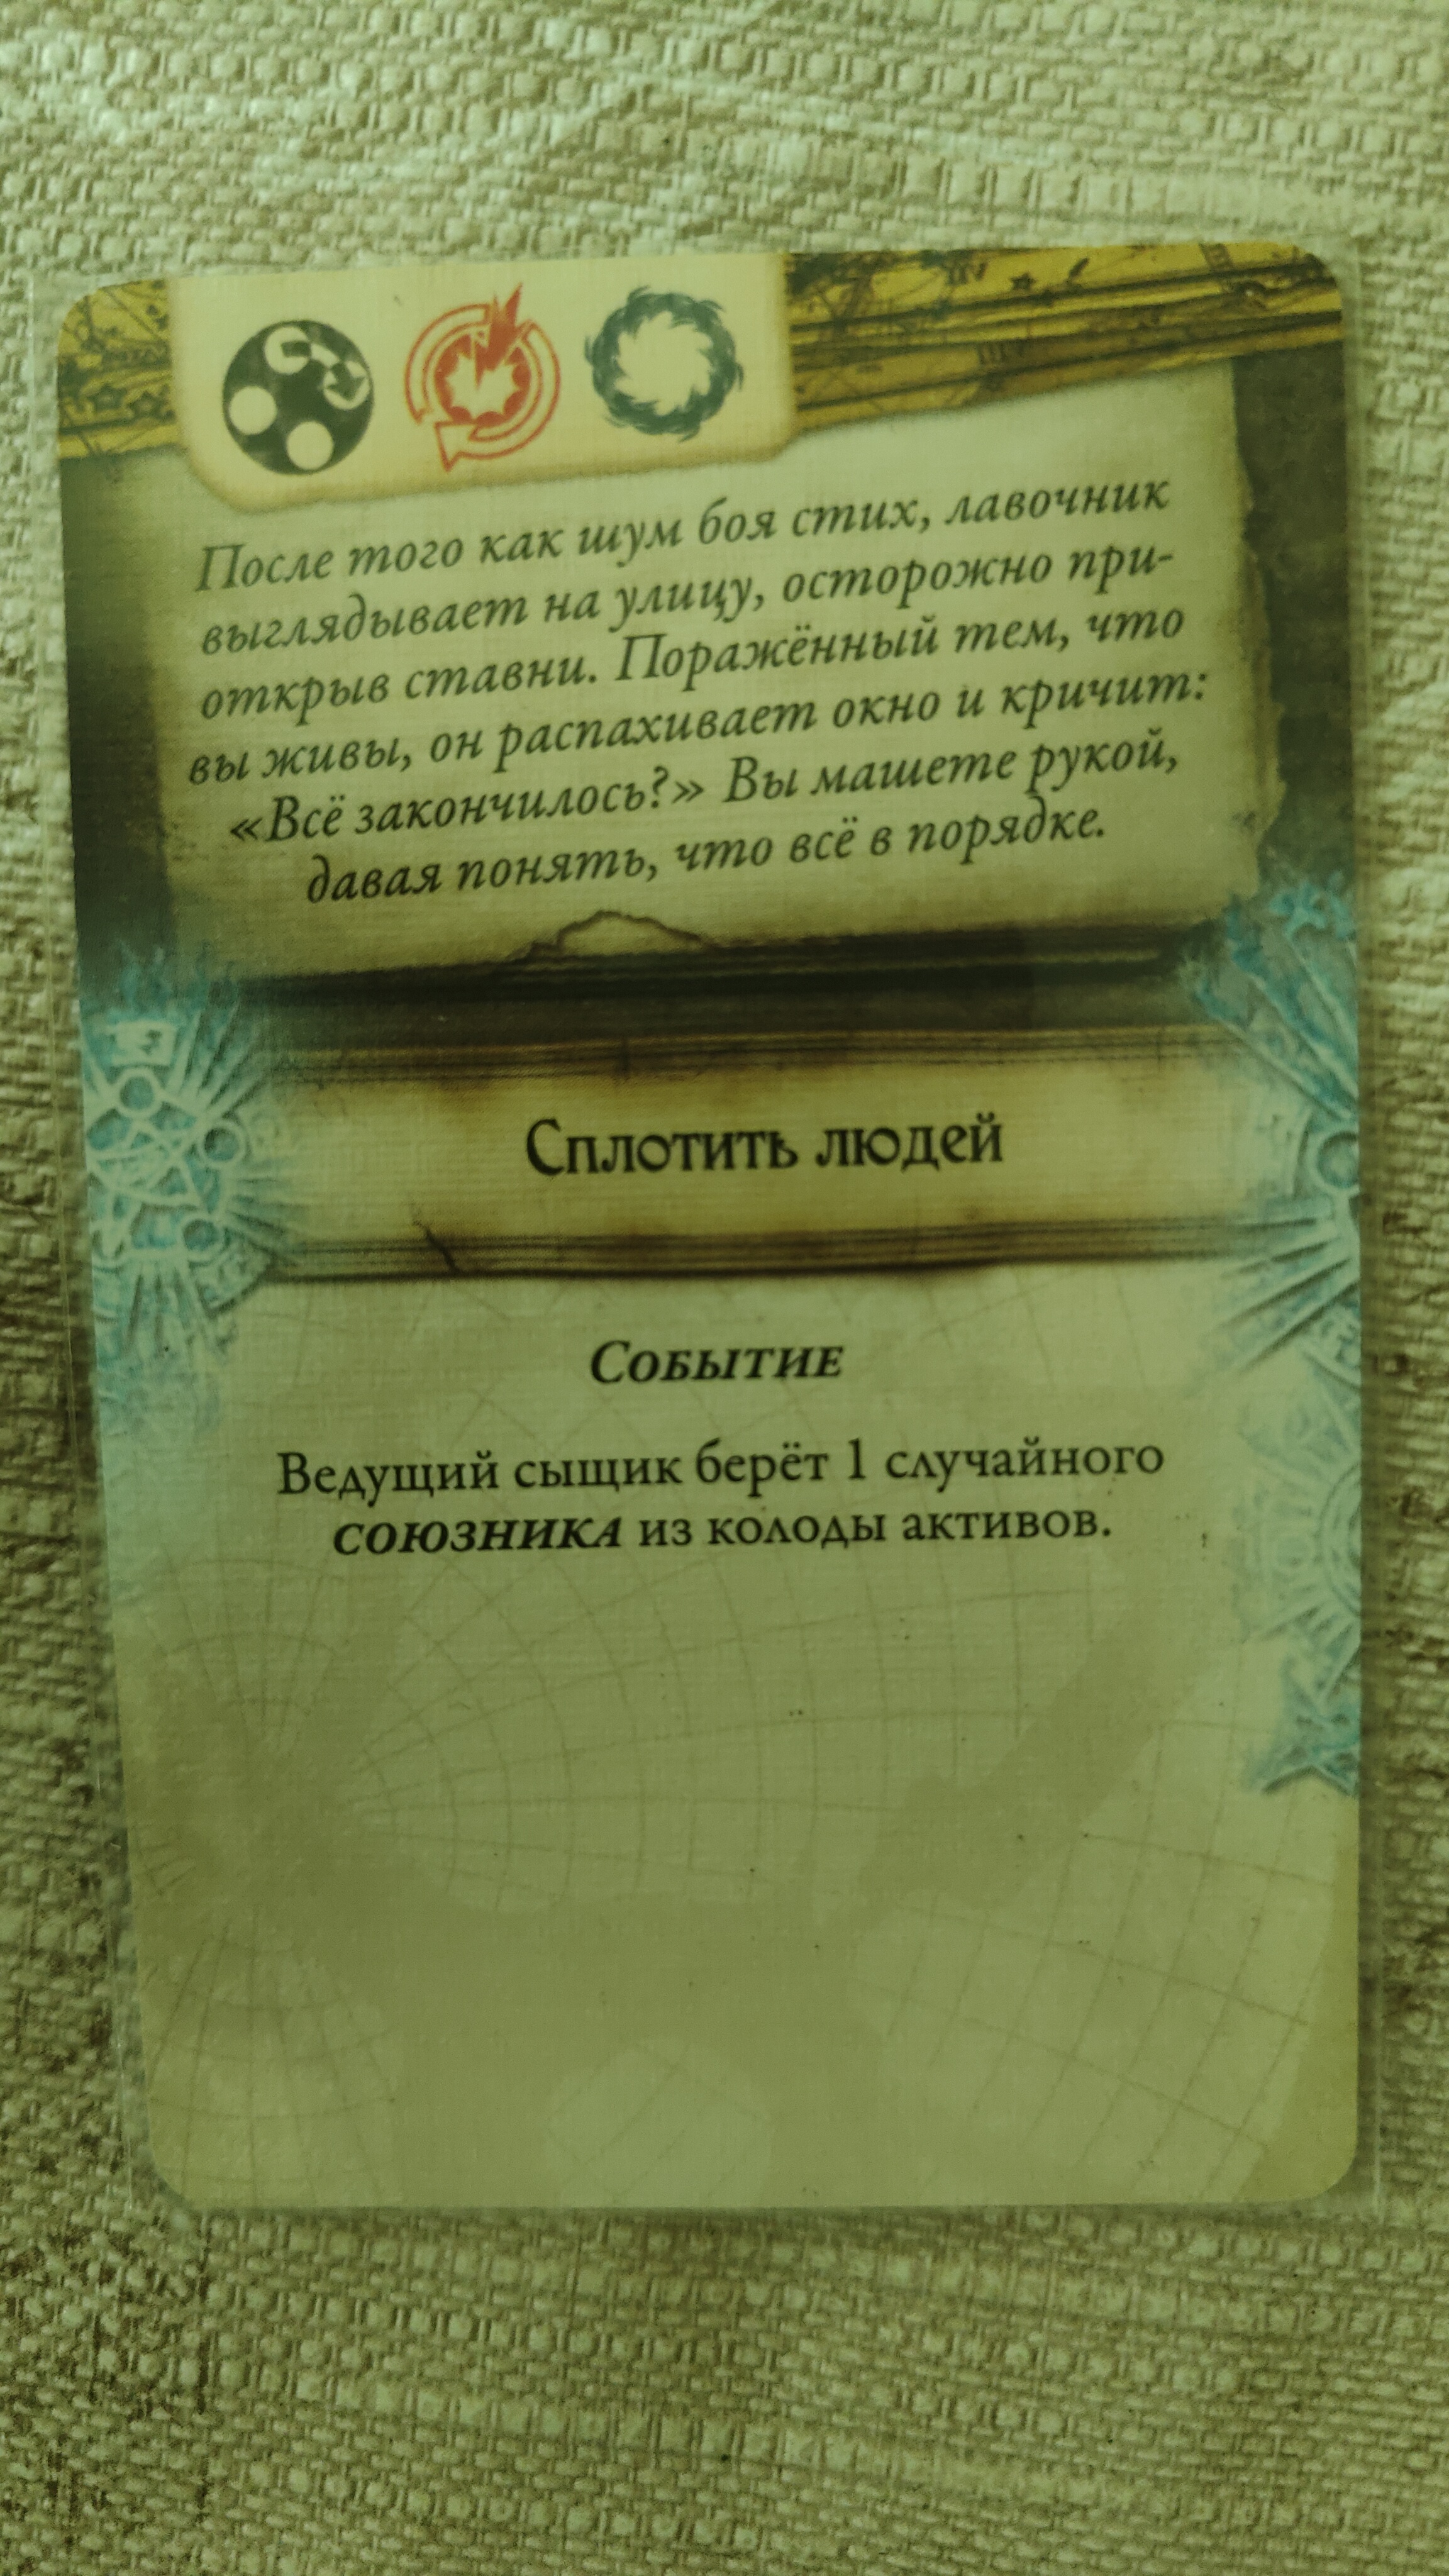 После того как шум боя стих, лавочник
выглядывает на улицу, осторожно при-
открыв ставни. Поражённый тем, что
вы живы, он распахивает окно и кричит:
«Всё закончилось?» Вы машете рукой,
давая понять, что всё в порядке.
Сплотить людей
Событие
Ведущий сыщик берёт 1 случайного
СОЮЗНИКА из колоды активов.